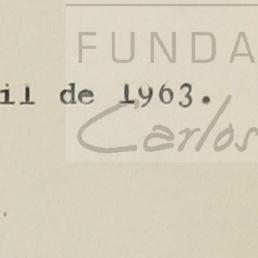 FUNDA
il de 1963.
Carlos